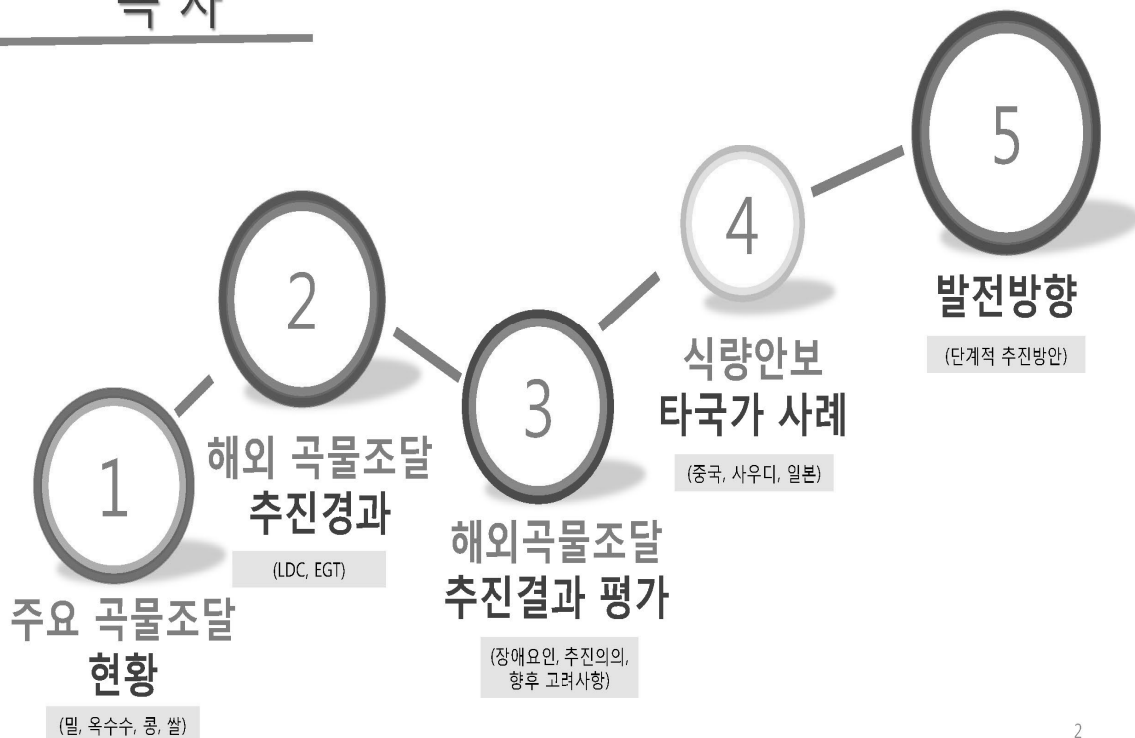 목 차
1
주요 곡물조달
현황
(밀, 옥수수, 콩, 쌀)
2
해외 곡물조달
추진경과
(LDC, EGT)
3
해외곡물조달
추진결과 평가
(장애요인, 추진의의,
향후 고려사항)
4
식량안보
타국가 사례
(중국, 사우디, 일본)
5
발전방향
(단계적 추진방안)
2